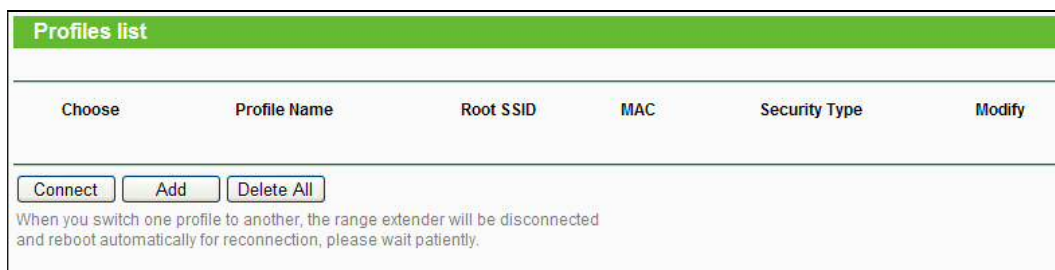 Profiles list
Choose Profile Name Root SSID MAC Security Type Modify
Connect Add Delete All
When you switch one profile to another, the range extender will be disconnected
and reboot automatically for reconnection, please wait patiently.